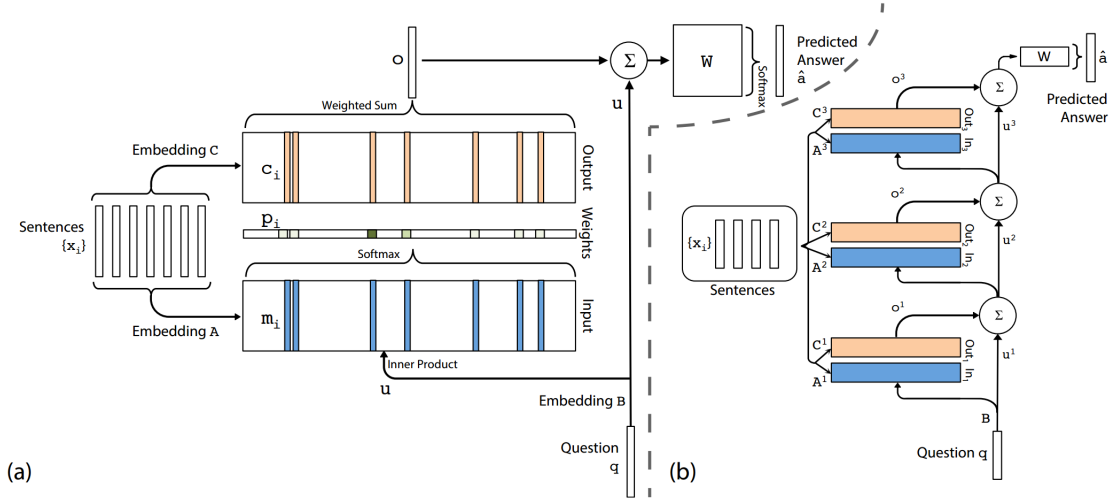 O
Σ
W
Softmax
Predicted
Answer
â
u
Weighted Sum
Embedding C
c_i
Output
Sentences
{x_i}
p_i
Weights
Softmax
Embedding A
m_i
Input
Inner Product
u
Embedding B
Question
q
(a)
W
â
Predicted
Answer
Σ
o³
u³
C³
Out₃
A³
In₃
Σ
o²
u²
C²
Out₂
A²
In₂
{x_i}
Sentences
Σ
o¹
u¹
C¹
Out₁
A¹
In₁
B
Question q
(b)